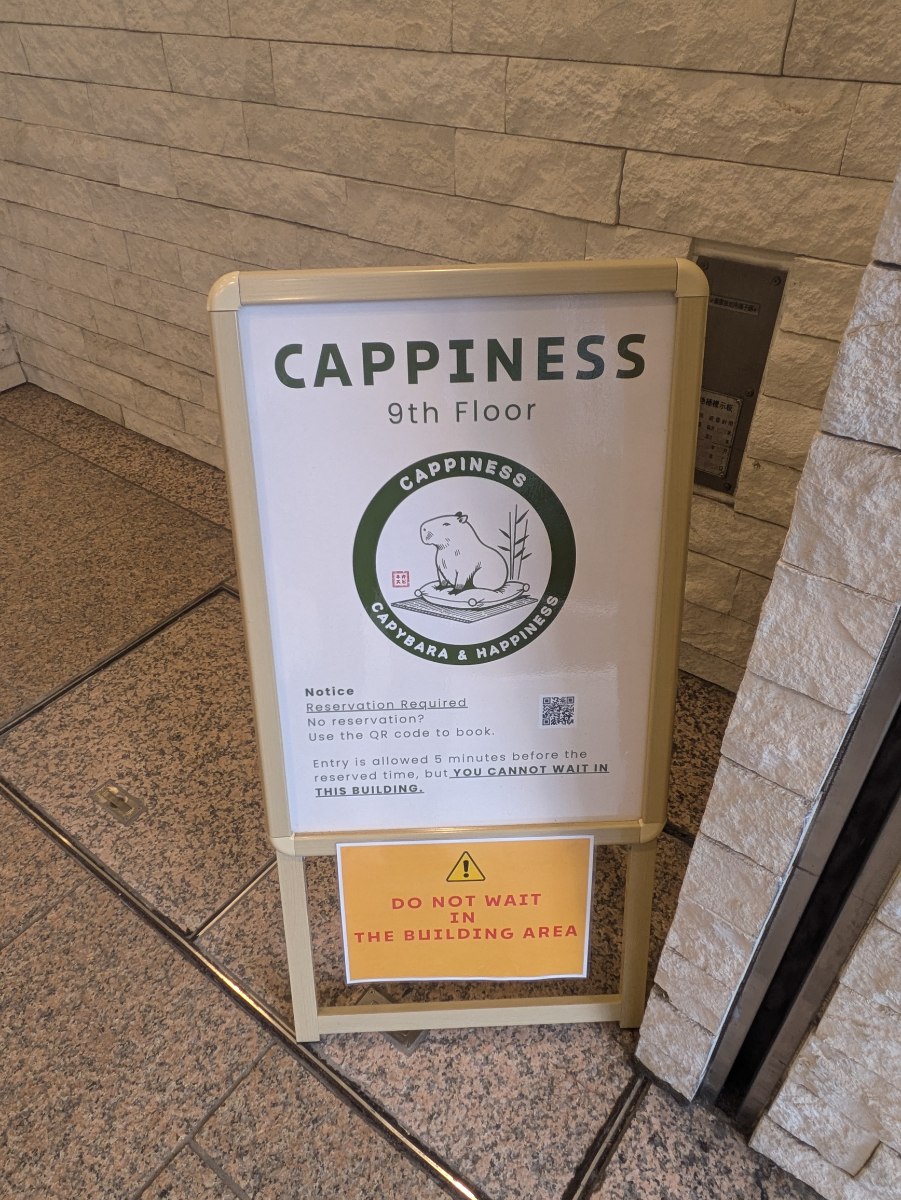 CAPPINESS
9th Floor
CAPPINESS
CAPYBARA & HAPPINESS
Notice
Reservation Required
No reservation?
Use the QR code to book.
Entry is allowed 5 minutes before the
reserved time, but YOU CANNOT WAIT IN
THIS BUILDING.
DO NOT WAIT
IN
THE BUILDING AREA